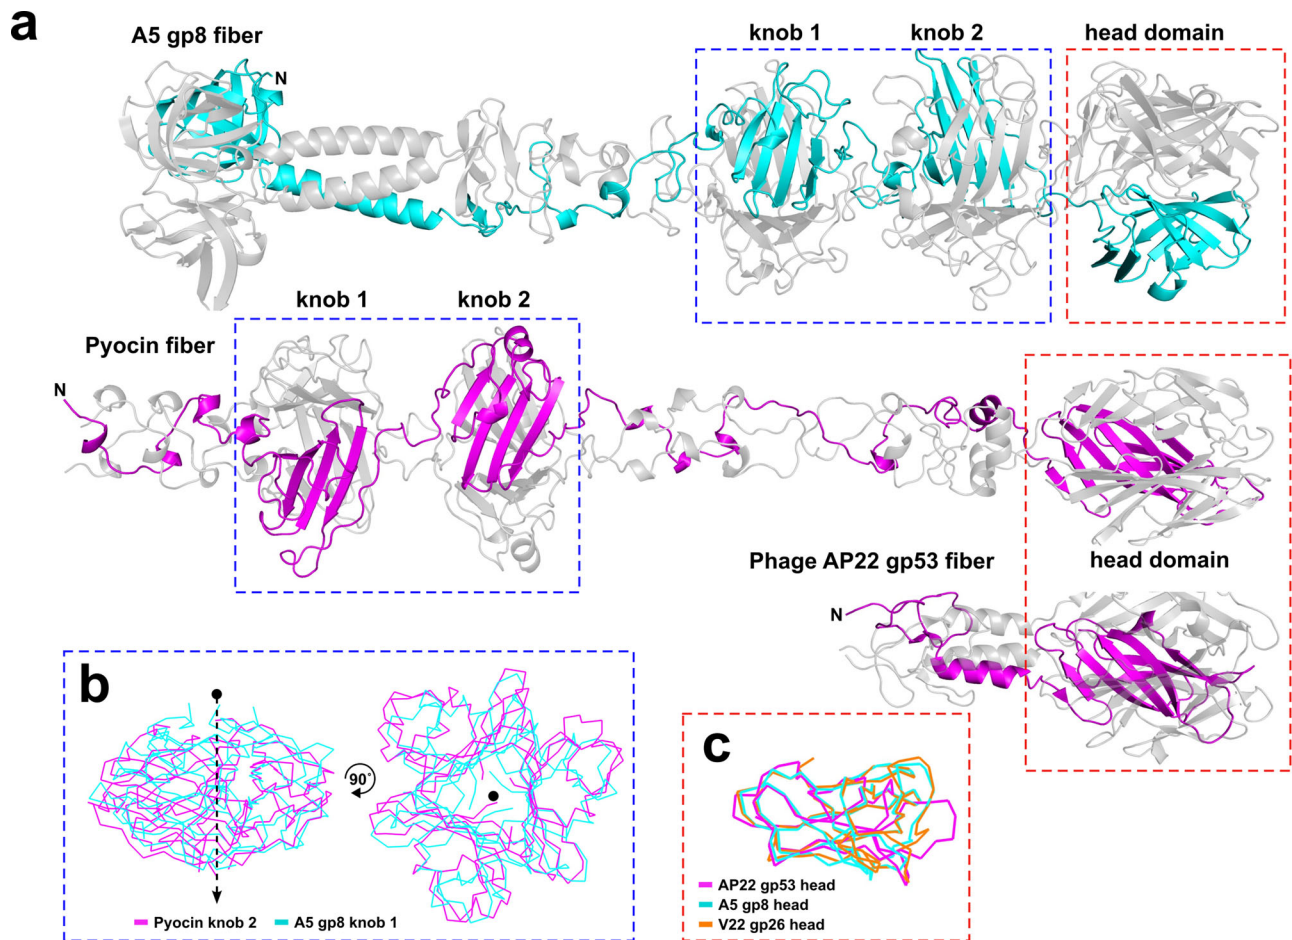 a
A5 gp8 fiber
N
knob 1
knob 2
head domain
Pyocin fiber
N
knob 1
knob 2
Phage AP22 gp53 fiber
N
head domain
b
90°
Pyocin knob 2
A5 gp8 knob 1
c
AP22 gp53 head
A5 gp8 head
V22 gp26 head